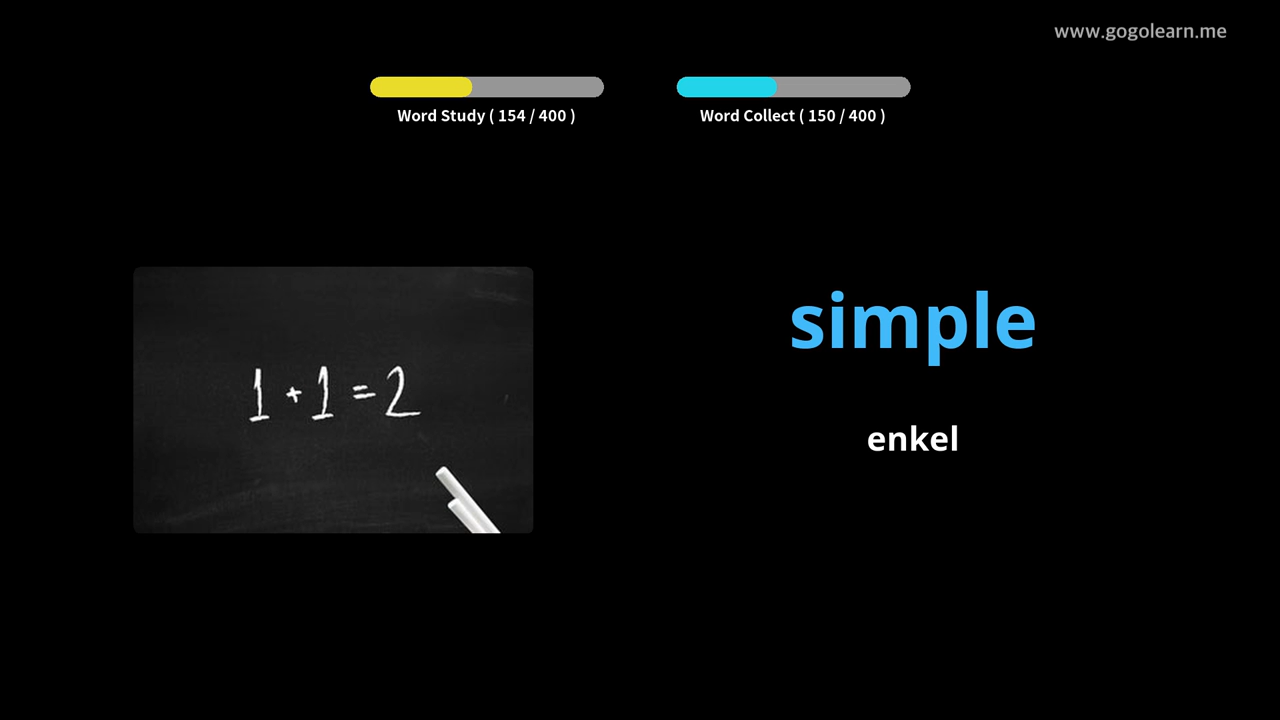 www.gogolearn.me
Word Study ( 154 / 400 )
Word Collect ( 150 / 400 )
1 + 1 = 2
simple
enkel